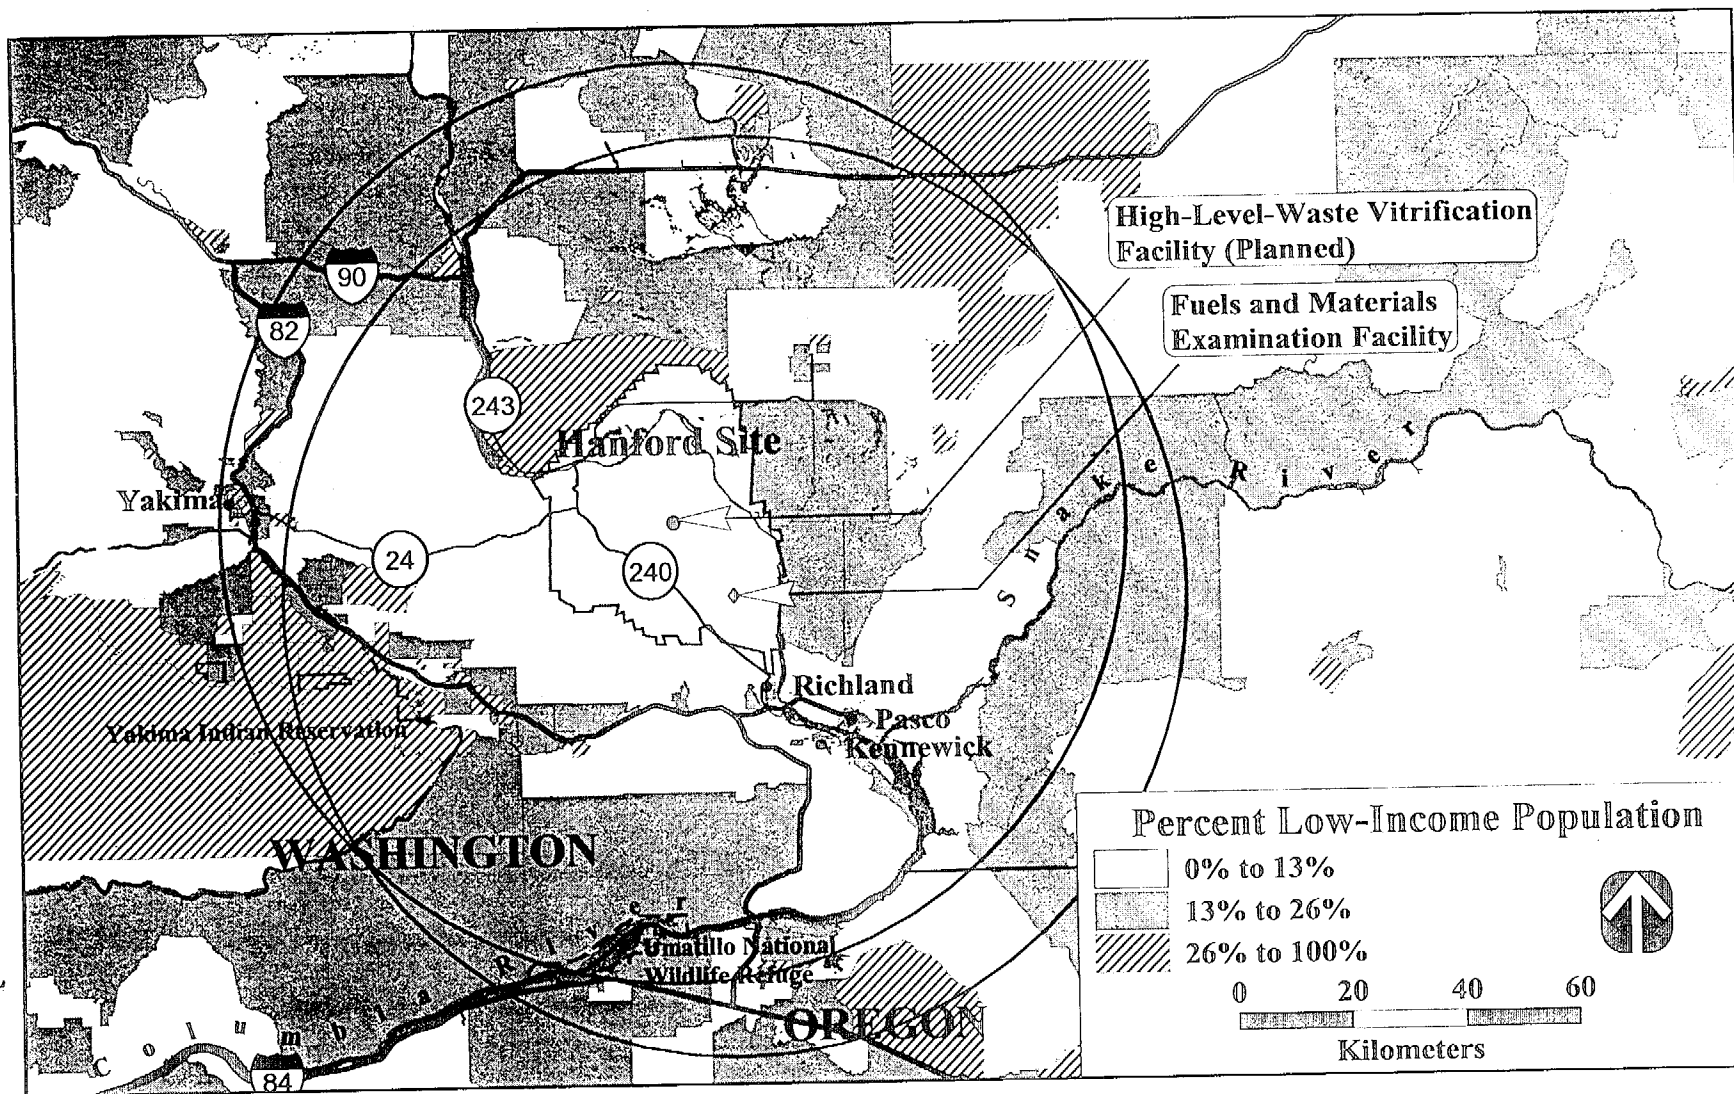 High-Level-Waste Vitrification
Facility (Planned)
90
Fuels and Materials
Examination Facility
82
243
Hanford Site
Snake River
Yakima
24
240
Richland
Yakima Indian Reservation
Pasco
Kennewick
Percent Low-Income Population
WASHINGTON
0% to 13%
13% to 26%
26% to 100%
Umatillo National
Wildlife Refuge
Columbia River
OREGON
0 20 40 60
Kilometers
84